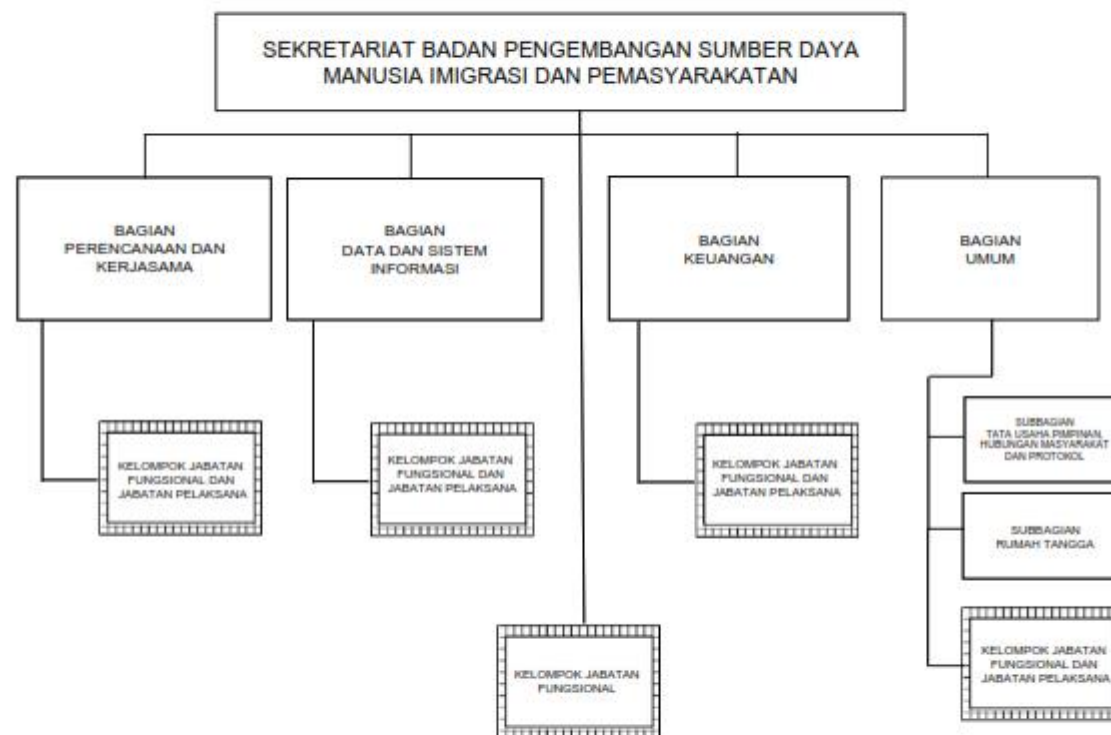 SEKRETARIAT BADAN PENGEMBANGAN SUMBER DAYA
MANUSIA IMIGRASI DAN PEMASYARAKATAN
BAGIAN
PERENCANAAN DAN
KERJASAMA
BAGIAN
DATA DAN SISTEM
INFORMASI
BAGIAN
KEUANGAN
BAGIAN
UMUM
KELOMPOK JABATAN
FUNGSIONAL DAN
JABATAN PELAKSANA
KELOMPOK JABATAN
FUNGSIONAL DAN
JABATAN PELAKSANA
KELOMPOK JABATAN
FUNGSIONAL DAN
JABATAN PELAKSANA
SUBBAGIAN
TATA USAHA PIMPINAN,
HUBUNGAN MASYARAKAT
DAN PROTOKOL
SUBBAGIAN
RUMAH TANGGA
KELOMPOK JABATAN
FUNGSIONAL DAN
JABATAN PELAKSANA
KELOMPOK JABATAN
FUNGSIONAL